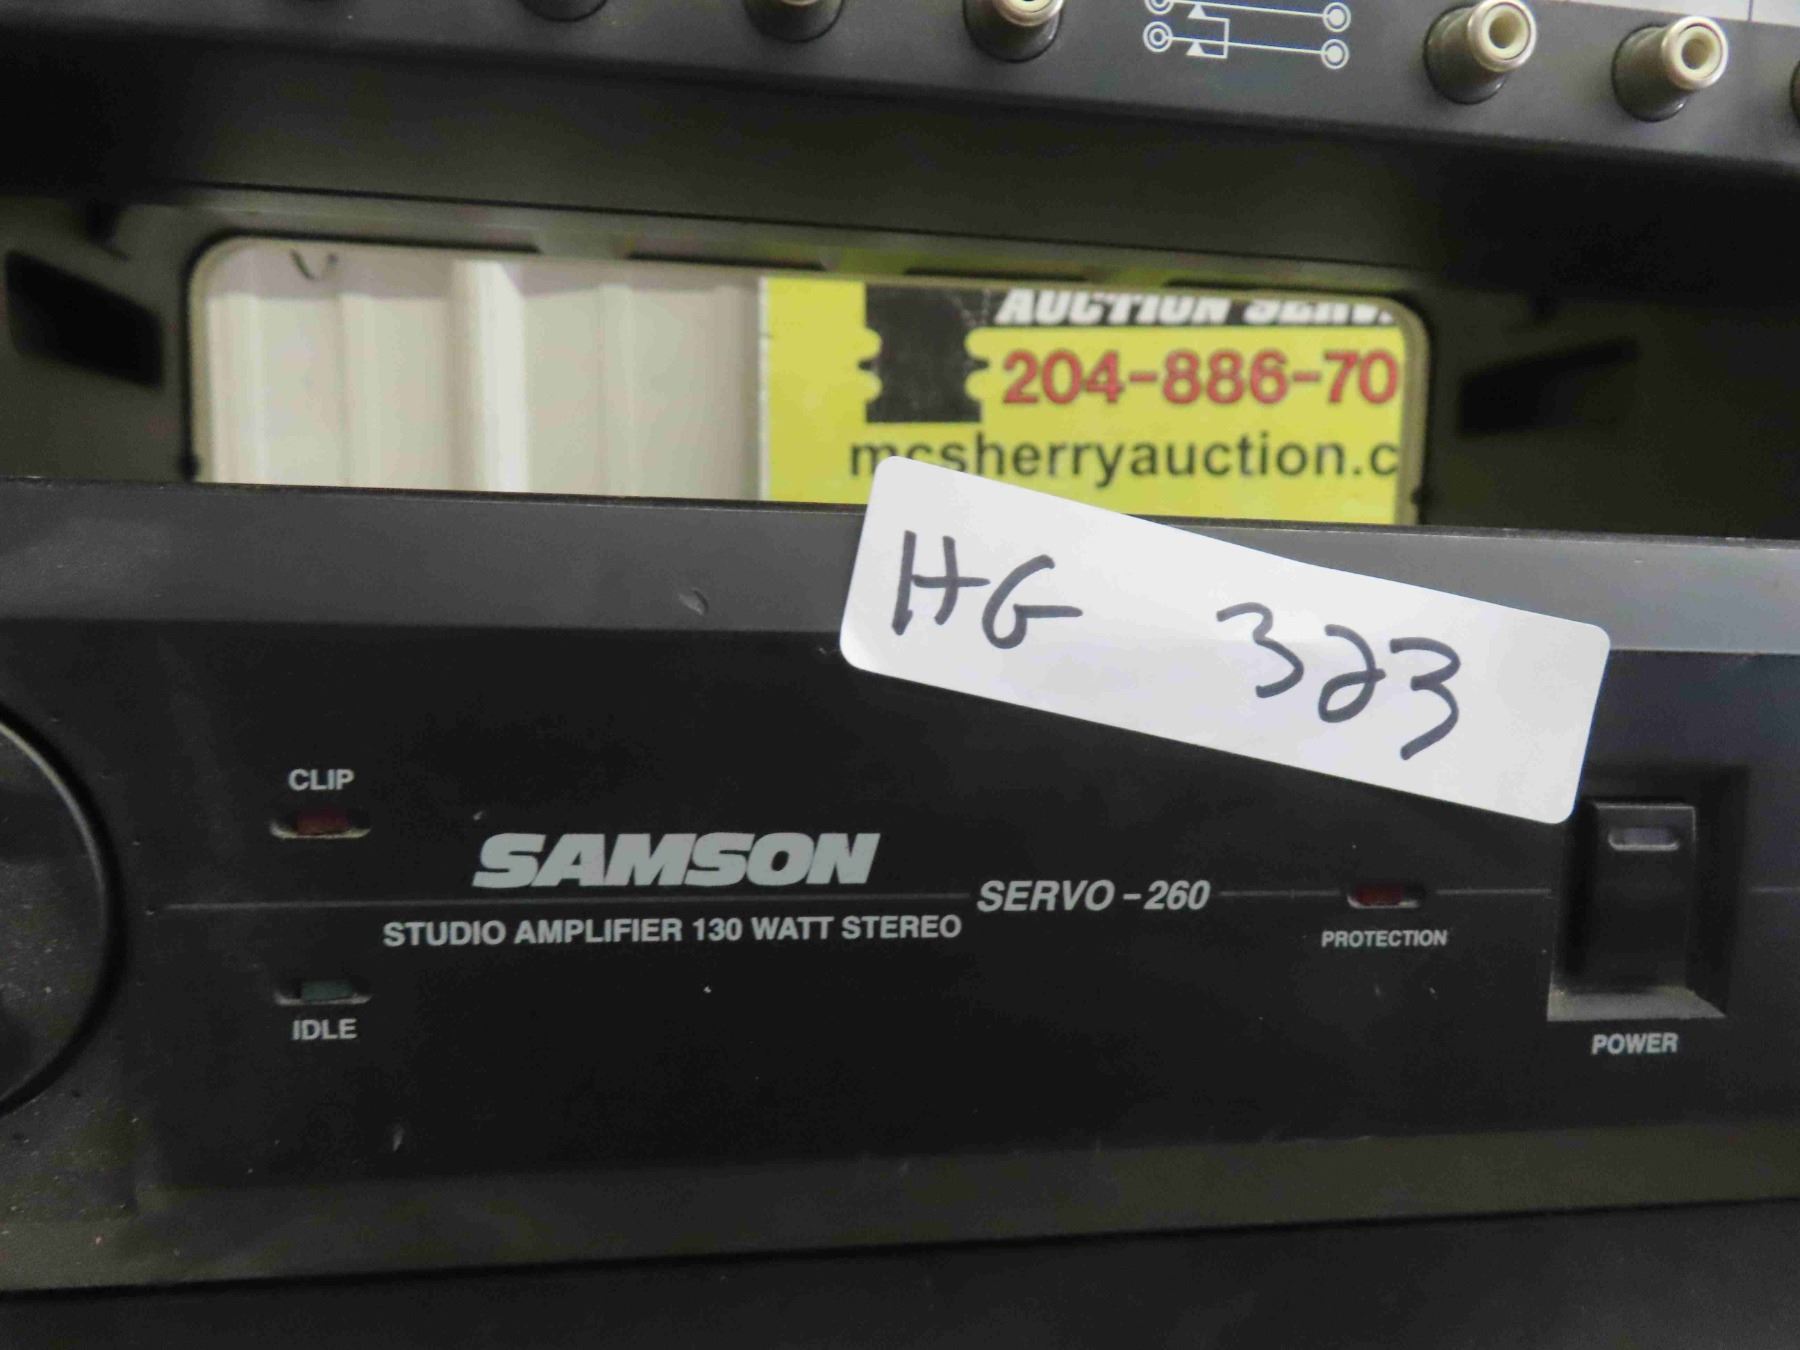 AUCTION SERV
204-886-70
mcsherryauction.c
HG 323
CLIP
SAMSON
SERVO - 260
STUDIO AMPLIFIER 130 WATT STEREO
PROTECTION
IDLE
POWER